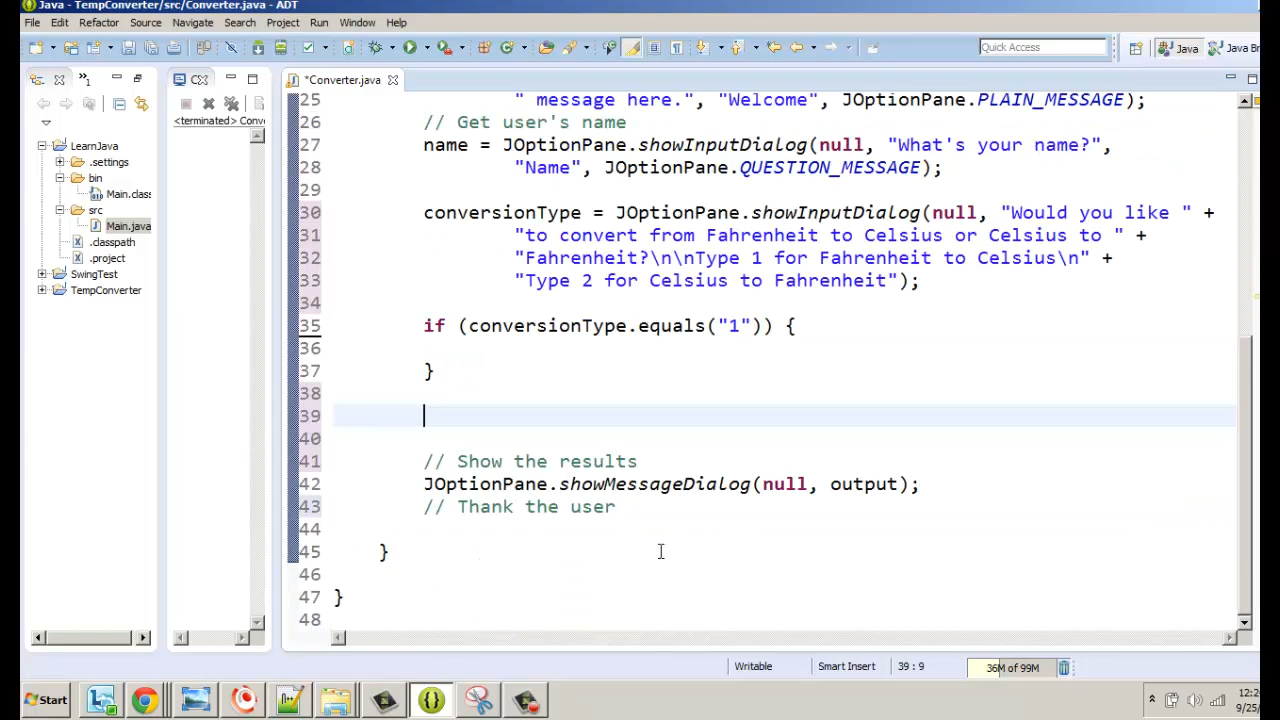 Java - TempConverter/src/Converter.java - ADT
File Edit Refactor Source Navigate Search Project Run Window Help
Quick Access
Java
Java Br
*Converter.java
<terminated> Conv
LearnJava
.settings
bin
Main.class
src
Main.java
.classpath
.project
SwingTest
TempConverter
25 " message here.", "Welcome", JOptionPane.PLAIN_MESSAGE);
26 // Get user's name
27 name = JOptionPane.showInputDialog(null, "What's your name?",
28 "Name", JOptionPane.QUESTION_MESSAGE);
29
30 conversionType = JOptionPane.showInputDialog(null, "Would you like " +
31 "to convert from Fahrenheit to Celsius or Celsius to " +
32 "Fahrenheit?\n\nType 1 for Fahrenheit to Celsius\n" +
33 "Type 2 for Celsius to Fahrenheit");
34
35 if (conversionType.equals("1")) {
36
37 }
38
39
40
41 // Show the results
42 JOptionPane.showMessageDialog(null, output);
43 // Thank the user
44
45 }
46
47 }
48
Writable Smart Insert 39 : 9 36M of 99M
Start
12:2
9/25/